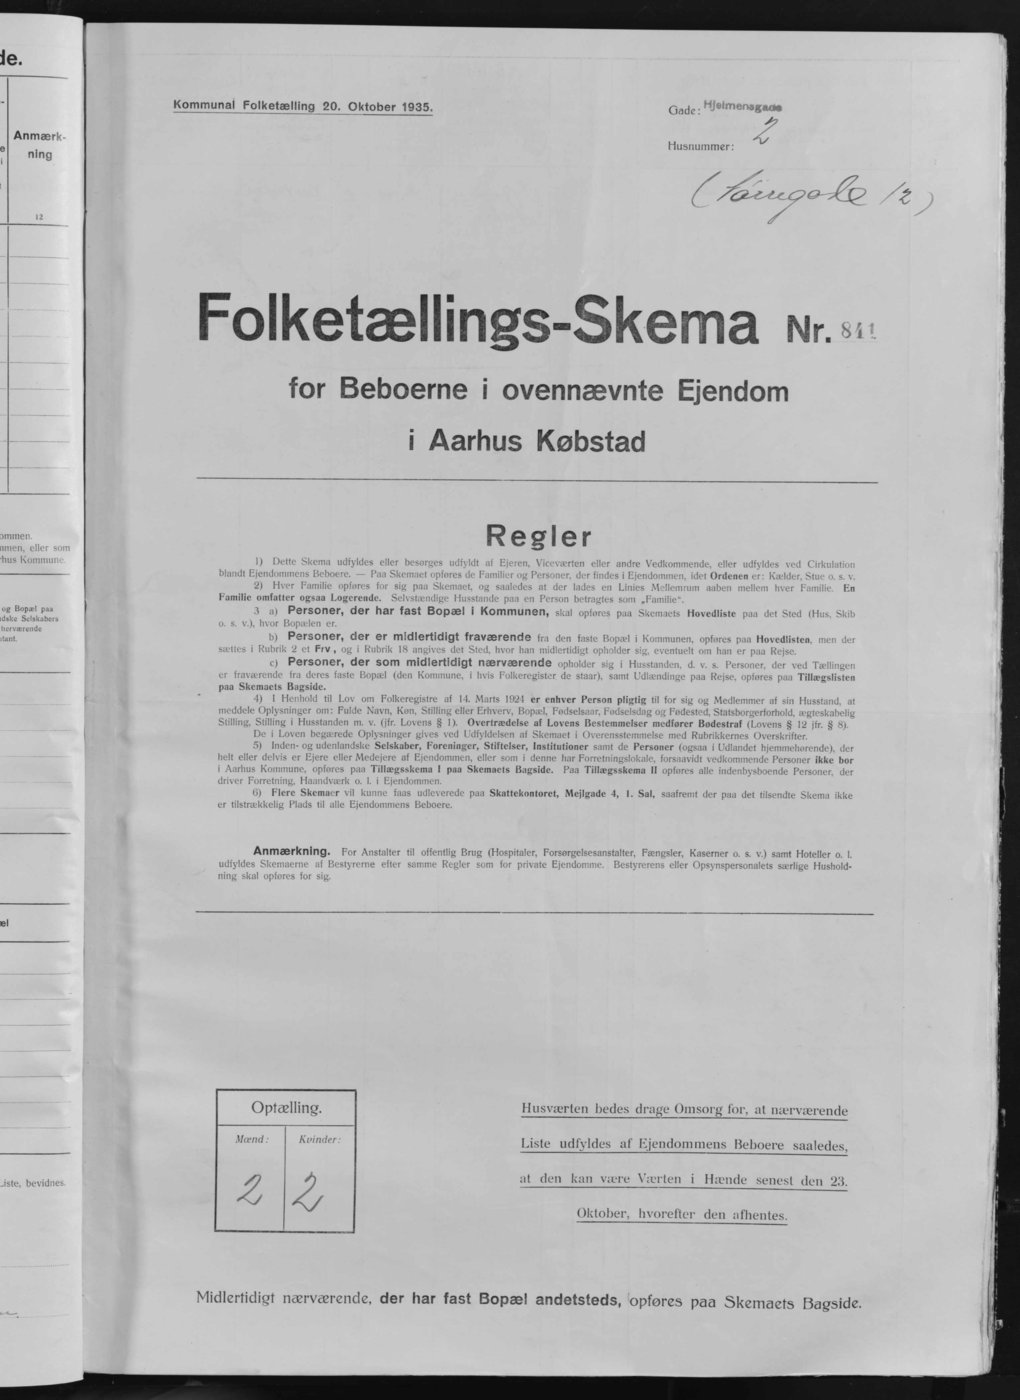 de.
Anmærk-
ning
12
ommen.
mmen, eller som
rhus Kommune.
og Bopæl paa
idske Selskabers
herværende
æl
Liste, bevidnes.
Kommunal Folketælling 20. Oktober 1935.
Gade: Hjelmensgade
Husnummer: 2
12)
Folketællings-Skema Nr. 841
for Beboerne i ovennævnte Ejendom
i Aarhus Købstad
Regler
1) Dette Skema udfyldes eller besørges udfyldt af Ejeren, Viceværten eller andre Vedkommende, eller udfyldes ved Cirkulation
blandt Ejendommens Beboere. — Paa Skemaet opføres de Familier og Personer, der findes i Ejendommen, idet Ordenen er: Kælder, Stue o. s. v.
2) Hver Familie opføres for sig paa Skemaet, og saaledes at der lades en Linies Mellemrum aaben mellem hver Familie. En
Familie omfatter ogsaa Logerende. Selvstændige Husstande paa en Person betragtes som „Familie“.
3 a) Personer, der har fast Bopæl i Kommunen, skal opføres paa Skemaets Hovedliste paa det Sted (Hus, Skib
o. s. v.), hvor Bopælen er.
b) Personer, der er midlertidigt fraværende fra den faste Bopæl i Kommunen, opføres paa Hovedlisten, men der
sættes i Rubrik 2 et Frv, og i Rubrik 18 angives det Sted, hvor han midlertidigt opholder sig, eventuelt om han er paa Rejse.
c) Personer, der som midlertidigt nærværende opholder sig i Husstanden, d. v. s. Personer, der ved Tællingen
er fraværende fra deres faste Bopæl (den Kommune, i hvis Folkeregister de staar), samt Udlændinge paa Rejse, opføres paa Tillægslisten
paa Skemaets Bagside.
4) I Henhold til Lov om Folkeregistre af 14. Marts 1924 er enhver Person pligtig til for sig og Medlemmer af sin Husstand, at
meddele Oplysninger om: Fulde Navn, Køn, Stilling eller Erhverv, Bopæl, Fødselsaar, Fødselsdag og Fødested, Statsborgerforhold, ægteskabelig
Stilling, Stilling i Husstanden m. v. (jfr. Lovens § 1). Overtrædelse af Lovens Bestemmelser medfører Bødestraf (Lovens § 12 jfr. § 8).
De i Loven begærede Oplysninger gives ved Udfyldelsen af Skemaet i Overensstemmelse med Rubrikkernes Overskrifter.
5) Inden- og udenlandske Selskaber, Foreninger, Stiftelser, Institutioner samt de Personer (ogsaa i Udlandet hjemmehørende), der
helt eller delvis er Ejere eller Medejere af Ejendommen, eller som i denne har Forretningslokale, forsaavidt vedkommende Personer ikke bor
i Aarhus Kommune, opføres paa Tillægsskema I paa Skemaets Bagside. Paa Tillægsskema II opføres alle indenbysboende Personer, der
driver Forretning, Haandværk o. l. i Ejendommen.
6) Flere Skemaer vil kunne faas udleverede paa Skattekontoret, Mejlgade 4, 1. Sal, saafremt der paa det tilsendte Skema ikke
er tilstrækkelig Plads til alle Ejendommens Beboere.
Anmærkning. For Anstalter til offentlig Brug (Hospitaler, Forsørgelsesanstalter, Fængsler, Kaserner o. s. v.) samt Hoteller o. l.
udfyldes Skemaerne af Bestyrerne efter samme Regler som for private Ejendomme. Bestyrerens eller Opsynspersonalets særlige Hushold-
ning skal opføres for sig.
Optælling.
Mænd: Kvinder:
2 2
Husværten bedes drage Omsorg for, at nærværende
Liste udfyldes af Ejendommens Beboere saaledes,
at den kan være Værten i Hænde senest den 23.
Oktober, hvorefter den afhentes.
Midlertidigt nærværende, der har fast Bopæl andetsteds, opføres paa Skemaets Bagside.